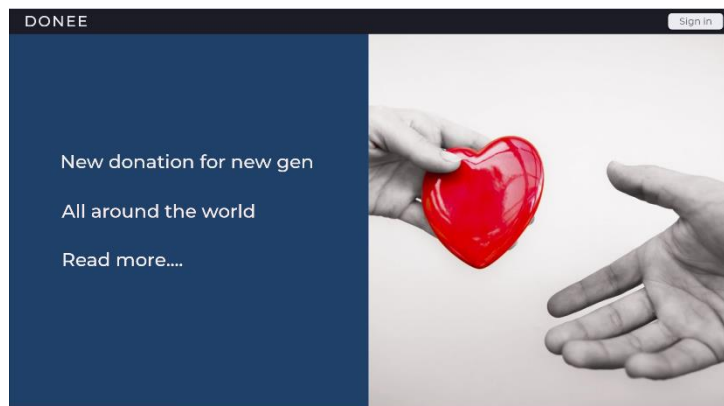 DONEE
Sign in
New donation for new gen
All around the world
Read more....